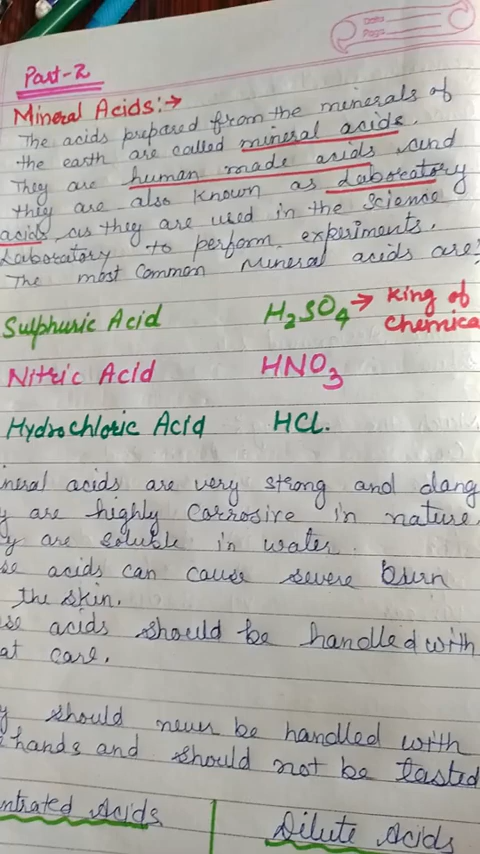 Date
Page
Part-2
Mineral Acids:→
The acids prepared from the minerals of
the earth are called mineral acids.
They are human made acids and
they are also known as Laboratory
acids, as they are used in the Science
Laboratory to perform experiments.
The most common Mineral acids are:
Sulphuric Acid H₂SO₄ → King of
Chemica
Nitric Acid HNO₃
Hydrochloric Acid HCl.
neral acids are very strong and dang
y are highly corrosive in nature
y are soluble in water.
se acids can cause severe burn
the skin.
se acids should be handled with
at care.
y should never be handled with
hands and should not be tasted
ntrated Acids Dilute Acids